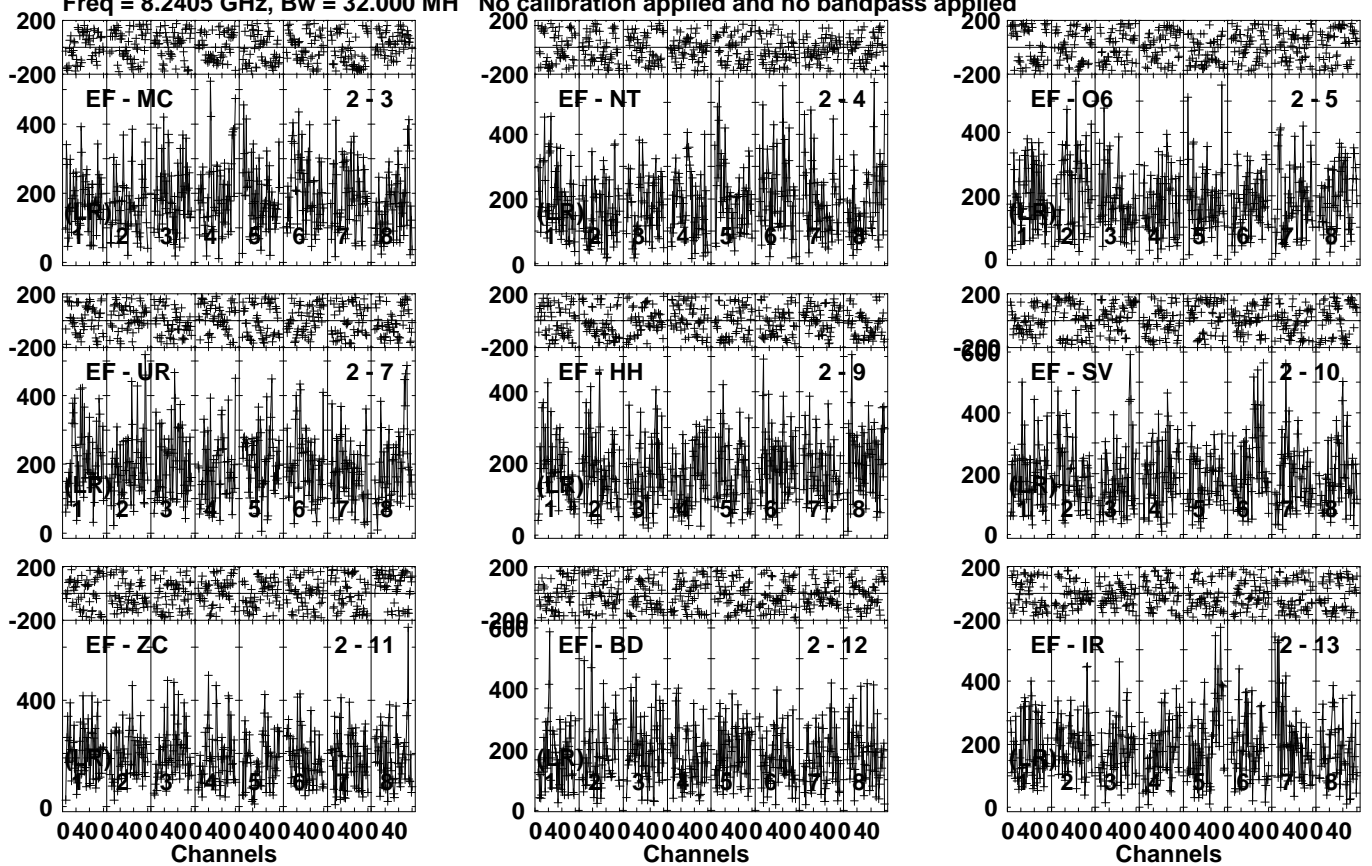 Freq = 8.2405 GHz, Bw = 32.000 MH   No calibration applied and no bandpass applied
200 200 200
-200 -200 -200
EF - MC 2 - 3 EF - NT 2 - 4 EF - O6 2 - 5
400 400 400
200 200 200
(LR) (LR) (LR)
1 2 3 4 5 6 7 8 1 2 3 4 5 6 7 8 1 2 3 4 5 6 7 8
0 0 0
200 200 200
-200 -200 -200
600
EF - UR 2 - 7 EF - HH 2 - 9 EF - SV 2 - 10
400 400 400
200 200 200
(LR) (LR) (LR)
1 2 3 4 5 6 7 8 1 2 3 4 5 6 7 8 1 2 3 4 5 6 7 8
0 0 0
200 200 200
-200 -200 -200
600
EF - ZC 2 - 11 EF - BD 2 - 12 EF - IR 2 - 13
400 400 400
200 200
(LR) (LR) (LR)
1 2 3 4 5 6 7 8 1 2 3 4 5 6 7 8 1 2 3 4 5 6 7 8
0 0 0
0 40 0 40 0 40 0 40 0 40 0 40 0 40 0 40 0 40 0 40 0 40 0 40 0 40 0 40 0 40 0 40 0 40 0 40 0 40 0 40 0 40 0 40 0 40 0 40
Channels Channels Channels